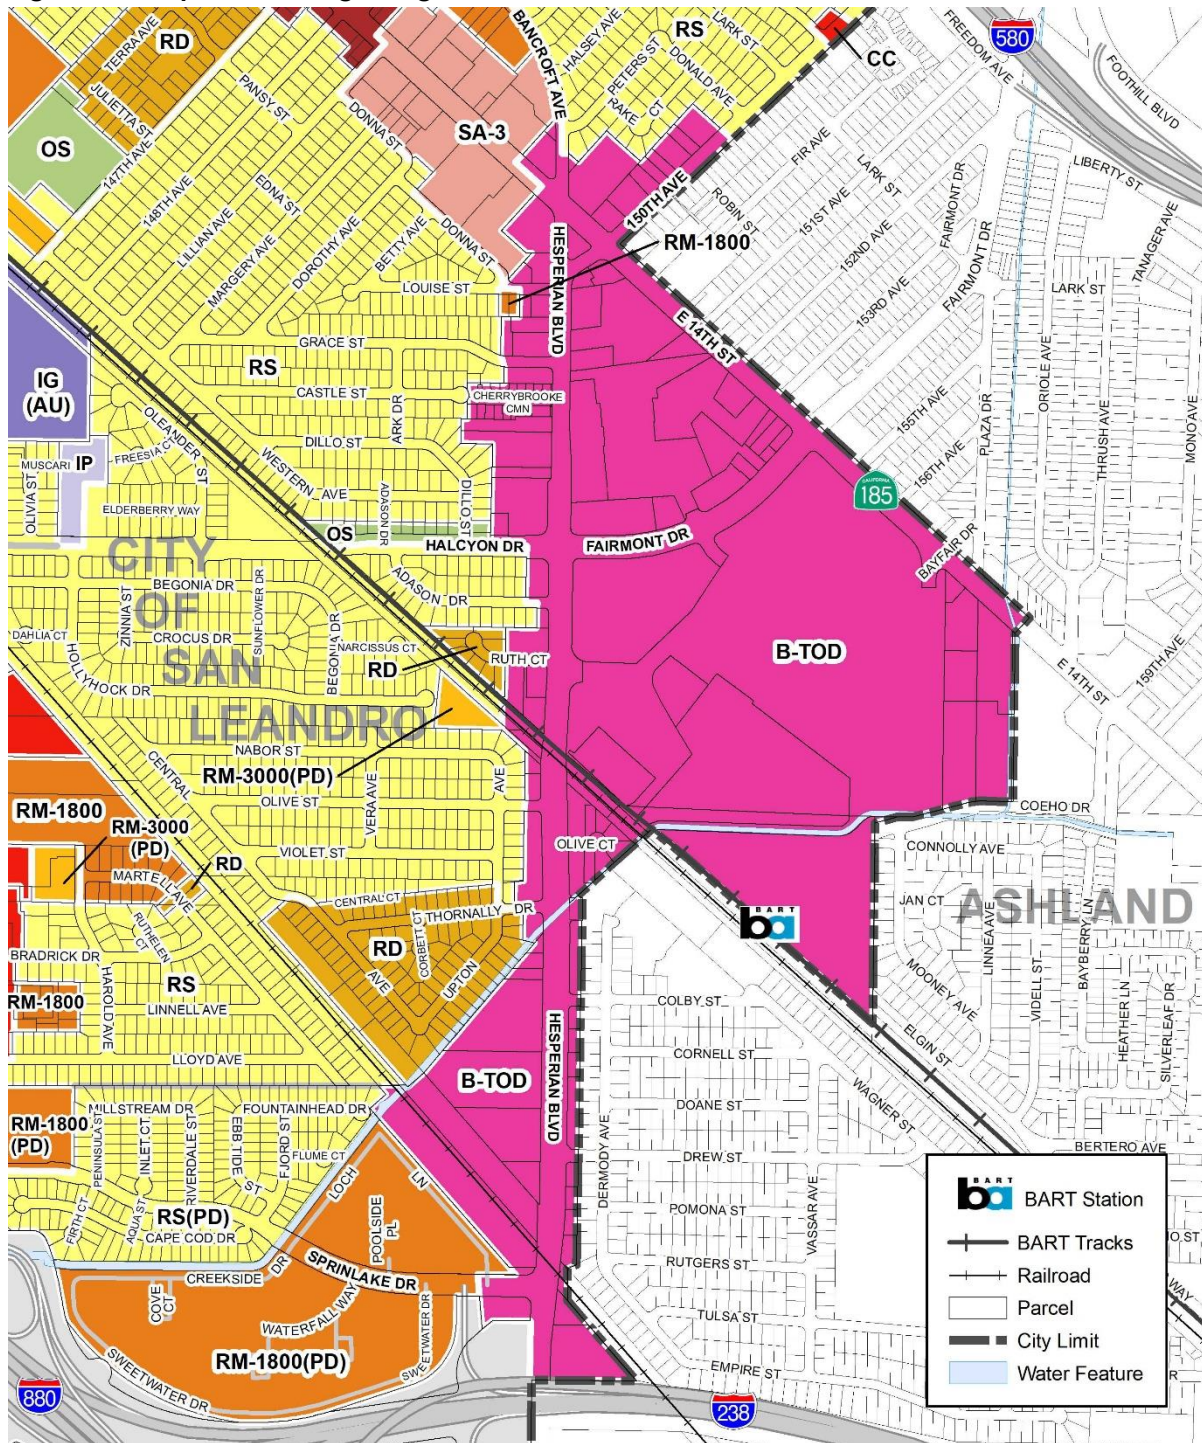 BANCROFT AVE
HALSEY AVE
LARK ST
RS
PETERS ST
DONALD AVE
RAKE CT
CC
FREEDOM AVE
580
FOOTHILL BLVD
TERRA AVE
RD
JULIETTA ST
PANSY ST
DONNA ST
SA-3
OS
147TH AVE
148TH AVE
EDNA ST
LILLIAN AVE
MARGERY AVE
DOROTHY AVE
BETTY AVE
DONNA ST
FIR AVE
LARK ST
ROBIN ST
151ST AVE
152ND AVE
153RD AVE
FAIRMONT DR
FAIRMONT DR
LIBERTY ST
TANAGER AVE
150TH AVE
RM-1800
HESPERIAN BLVD
LOUISE ST
E 14TH ST
LARK ST
GRACE ST
RS
CASTLE ST
ARK DR
CHERRYBROOKE
CMN
IG
(AU)
OLEANDER ST
DILLO ST
FREESIA CT
WESTERN AVE
MUSCARI
IP
OLIVIA ST
ELDERBERRY WAY
ADASON DR
DILLO ST
155TH AVE
156TH AVE
PLAZA DR
ORIOLE AVE
THRUSH AVE
MONO AVE
CALIFORNIA
185
OS
HALCYON DR
FAIRMONT DR
BAYFAIR DR
CITY
OF
SAN
LEANDRO
BEGONIA DR
ADASON DR
ZINNIA ST
SUNFLOWER DR
DAHLIA CT
CROCUS DR
BEGONIA DR
NARCISSUS CT
HOLLYHOCK DR
RD
RUTH CT
B-TOD
E 14TH ST
159TH AVE
NABOR ST
CENTRAL
AVE
RM-3000(PD)
OLIVE ST
VERA AVE
RM-1800
RM-3000
(PD)
RD
VIOLET ST
OLIVE CT
COEHO DR
CONNOLLY AVE
MARTELL AVE
CENTRAL CT
THORNALLY DR
CORBETT CT
RD
AVE
UPTON
RUTHELEN CT
BRADRICK DR
RS
HAROLD AVE
LINNELL AVE
RM-1800
LLOYD AVE
BART
ba
JAN CT
ASHLAND
LINNEA AVE
VIDELL ST
BAYBERRY LN
MOONEY AVE
HEATHER LN
SILVERLEAF DR
COLBY ST
ELGIN ST
CORNELL ST
HESPERIAN BLVD
B-TOD
WAGNER ST
DOANE ST
DERMODY AVE
DREW ST
BERTERO AVE
MILLSTREAM DR
FOUNTAINHEAD DR
RM-1800
(PD)
PENINSULA ST
INLET CT
RIVERDALE ST
EBB TIDE ST
FJORD ST
FLUME CT
LOCH
LN
FIRTH CT
AQUA ST
RS(PD)
CAPE COD DR
POOLSIDE
PL
POMONA ST
VASSAR AVE
CREEKSIDE DR
SPRINLAKE DR
RUTGERS ST
COVE
CT
WATERFALL WAY
SWEETWATER DR
TULSA ST
RM-1800(PD)
SWEETWATER DR
EMPIRE ST
880
238
WAY
BART
ba
BART Station
BART Tracks
Railroad
Parcel
City Limit
Water Feature